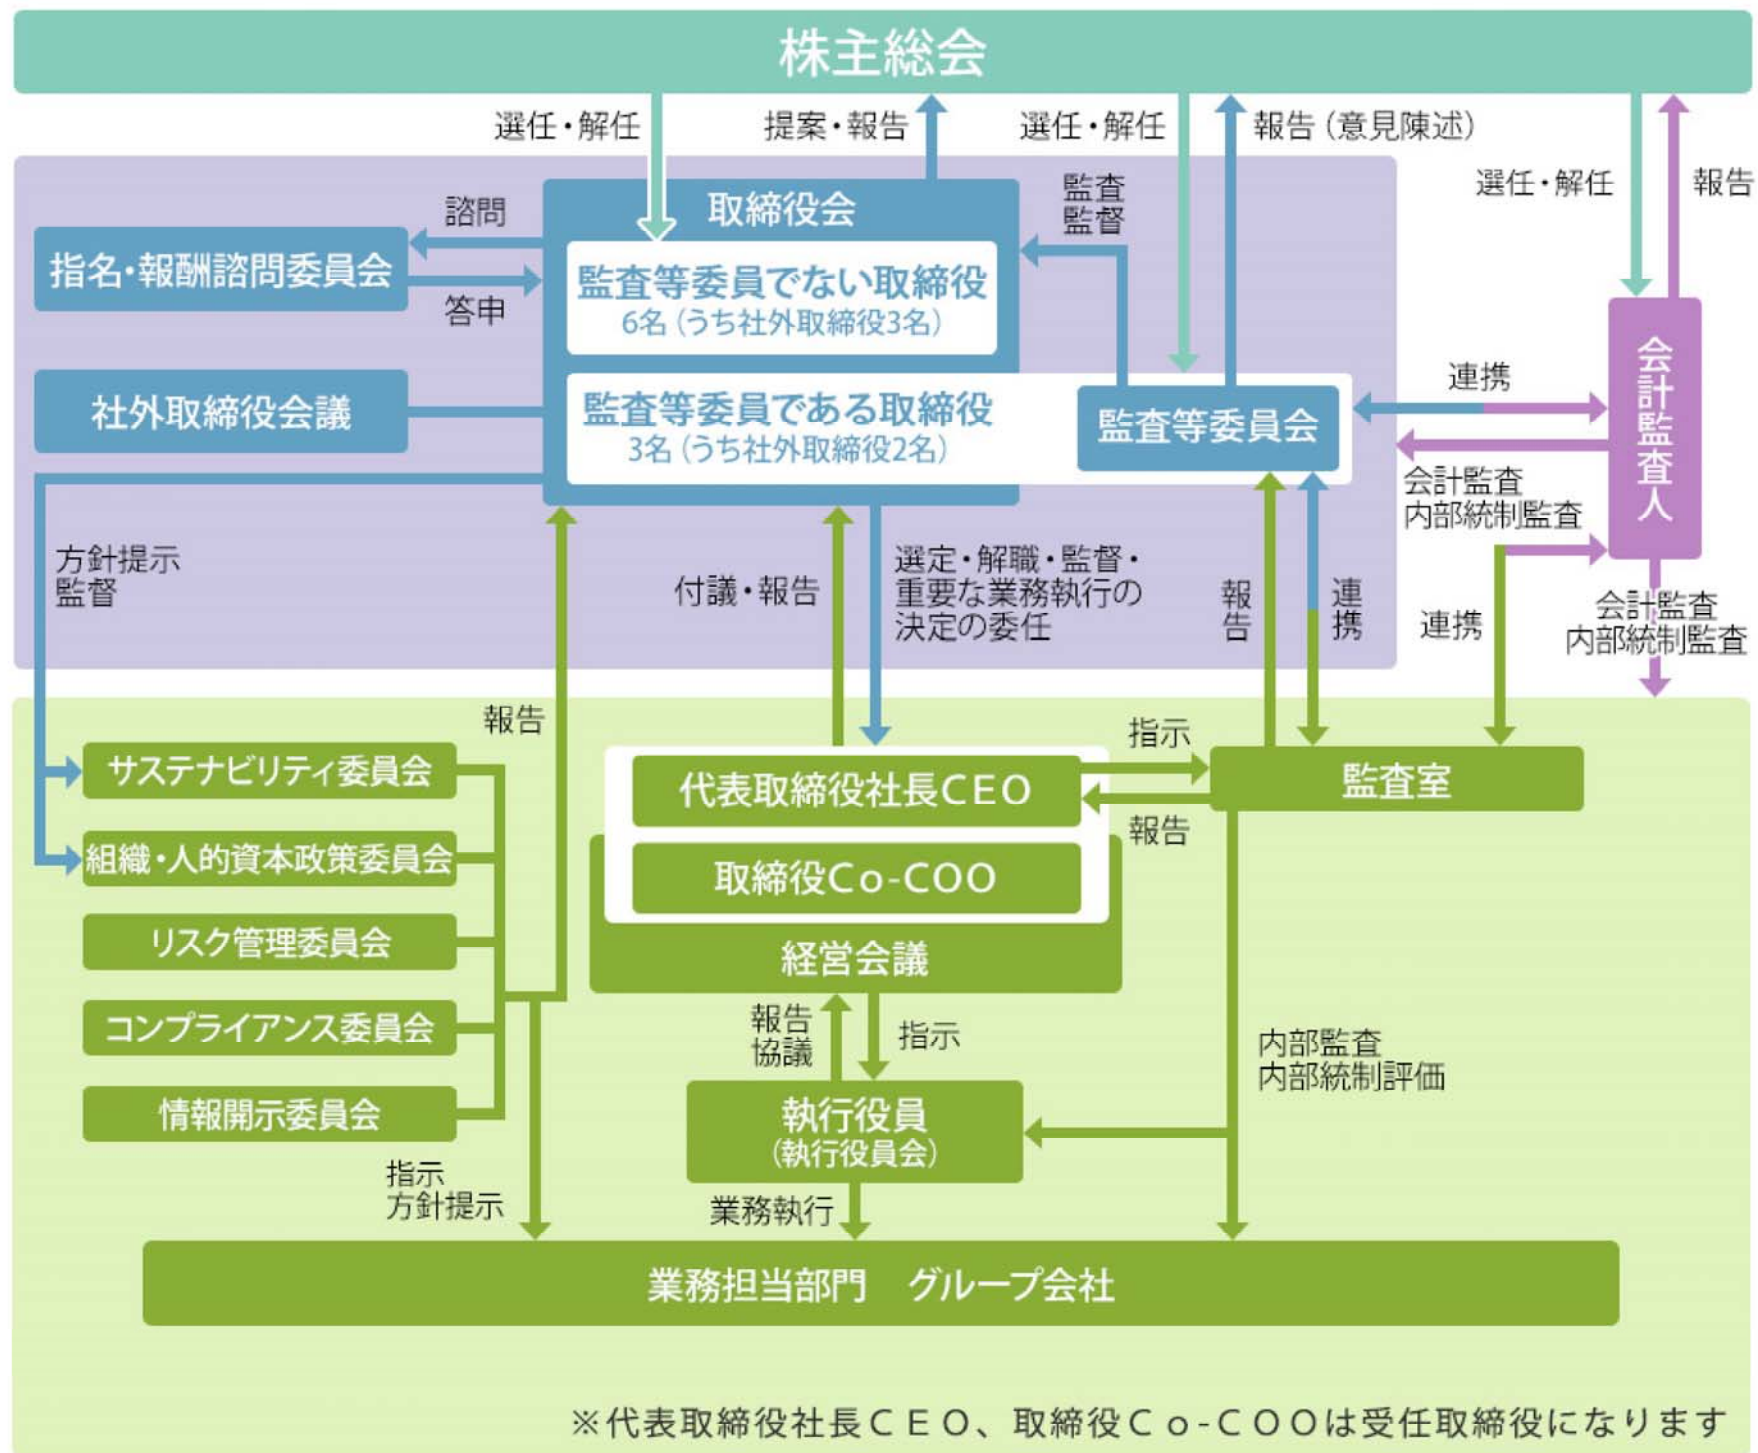 株主総会
選任・解任
提案・報告
選任・解任
報告（意見陳述）
選任・解任
報告
取締役会
監査
監督
諮問
指名・報酬諮問委員会
答申
監査等委員でない取締役
6名（うち社外取締役3名）
社外取締役会議
監査等委員である取締役
3名（うち社外取締役2名）
監査等委員会
連携
会計監査人
会計監査
内部統制監査
方針提示
監督
付議・報告
選定・解職・監督・
重要な業務執行の
決定の委任
報告
連携
連携
会計監査
内部統制監査
報告
指示
サステナビリティ委員会
代表取締役社長CEO
監査室
報告
組織・人的資本政策委員会
取締役Co-COO
リスク管理委員会
経営会議
コンプライアンス委員会
報告
協議
指示
内部監査
内部統制評価
情報開示委員会
執行役員
（執行役員会）
指示
方針提示
業務執行
業務担当部門　グループ会社
※代表取締役社長ＣＥＯ、取締役Ｃｏ-ＣＯＯは受任取締役になります